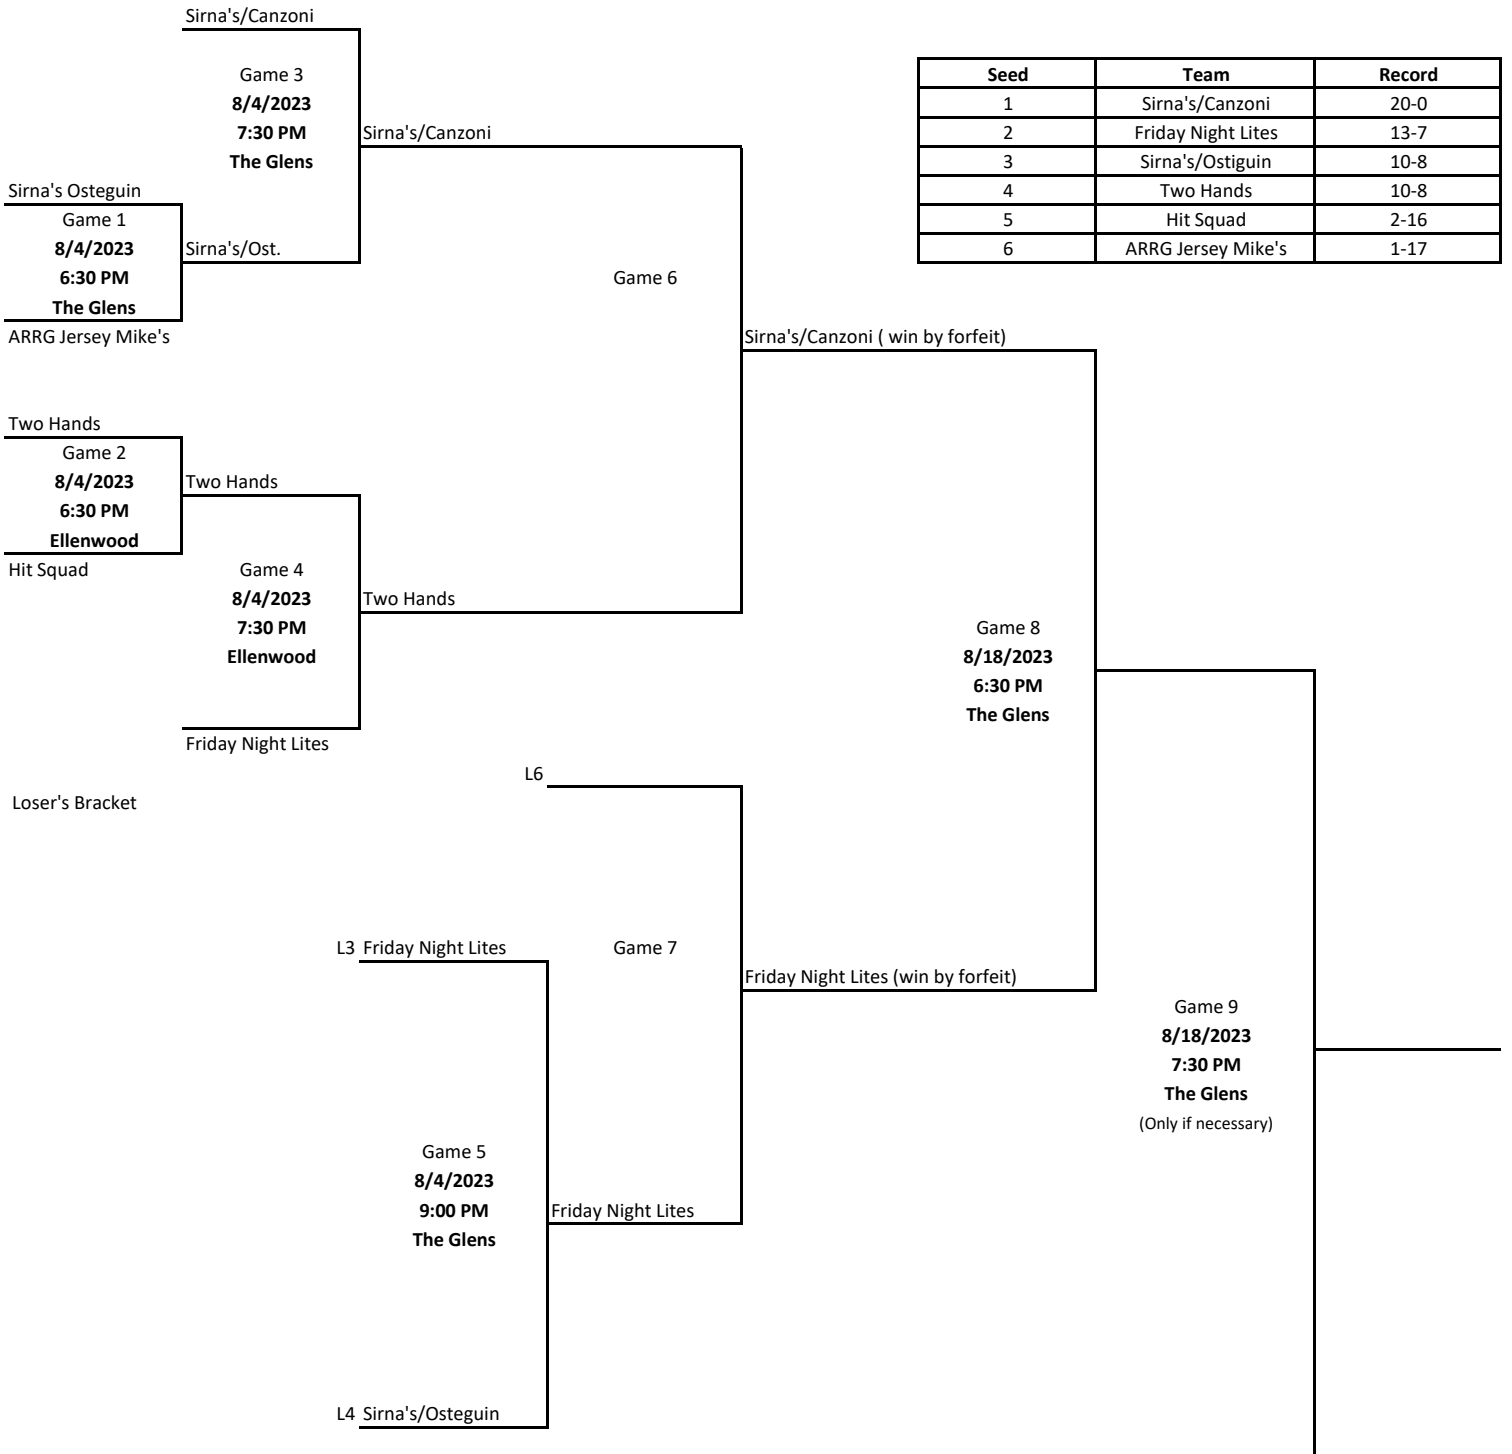 Sirna's/Canzoni
Game 3
8/4/2023
7:30 PM
The Glens
Sirna's/Canzoni
Seed Team Record
1 Sirna's/Canzoni 20-0
2 Friday Night Lites 13-7
3 Sirna's/Ostiguin 10-8
4 Two Hands 10-8
5 Hit Squad 2-16
6 ARRG Jersey Mike's 1-17
Sirna's Osteguin
Game 1
8/4/2023
6:30 PM
The Glens
ARRG Jersey Mike's
Sirna's/Ost.
Game 6
Sirna's/Canzoni ( win by forfeit)
Two Hands
Game 2
8/4/2023
6:30 PM
Ellenwood
Hit Squad
Two Hands
Game 4
8/4/2023
7:30 PM
Ellenwood
Two Hands
Friday Night Lites
Game 8
8/18/2023
6:30 PM
The Glens
Loser's Bracket
L6
L3 Friday Night Lites
Game 7
Friday Night Lites (win by forfeit)
Game 9
8/18/2023
7:30 PM
The Glens
(Only if necessary)
Game 5
8/4/2023
9:00 PM
The Glens
Friday Night Lites
L4 Sirna's/Osteguin